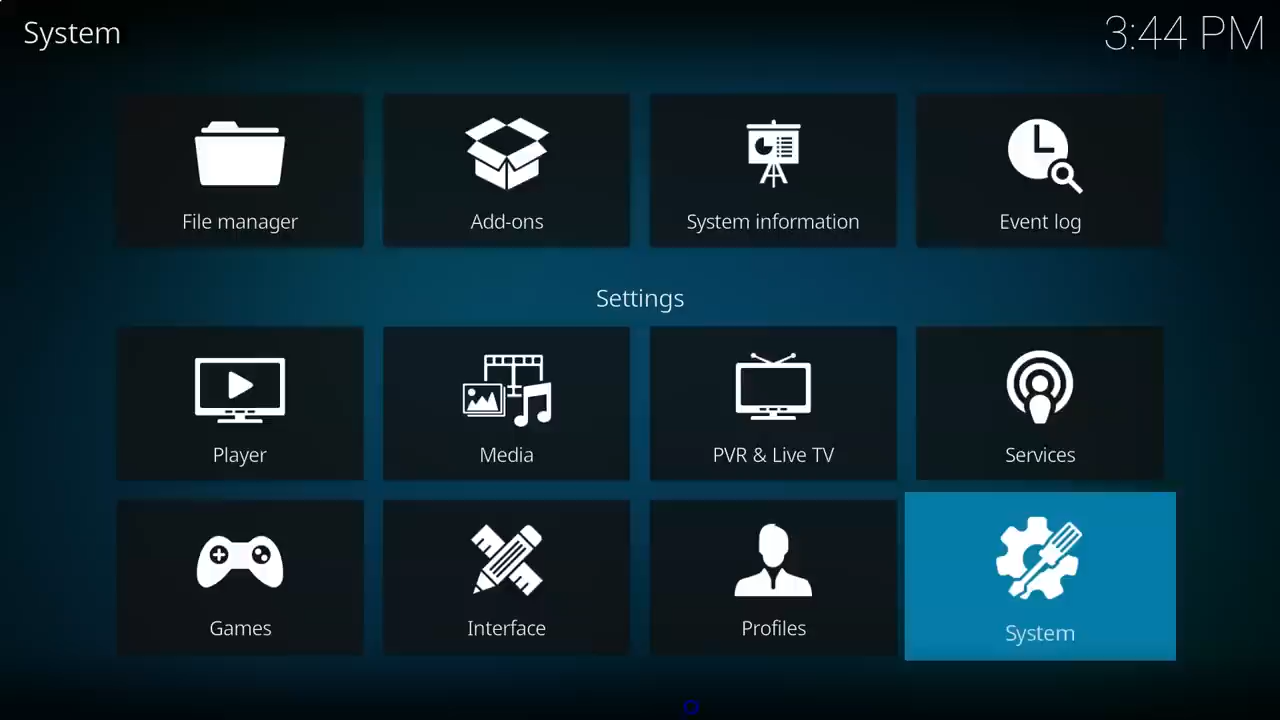 System
3:44 PM
File manager
Add-ons
System information
Event log
Settings
Player
Media
PVR & Live TV
Services
Games
Interface
Profiles
System